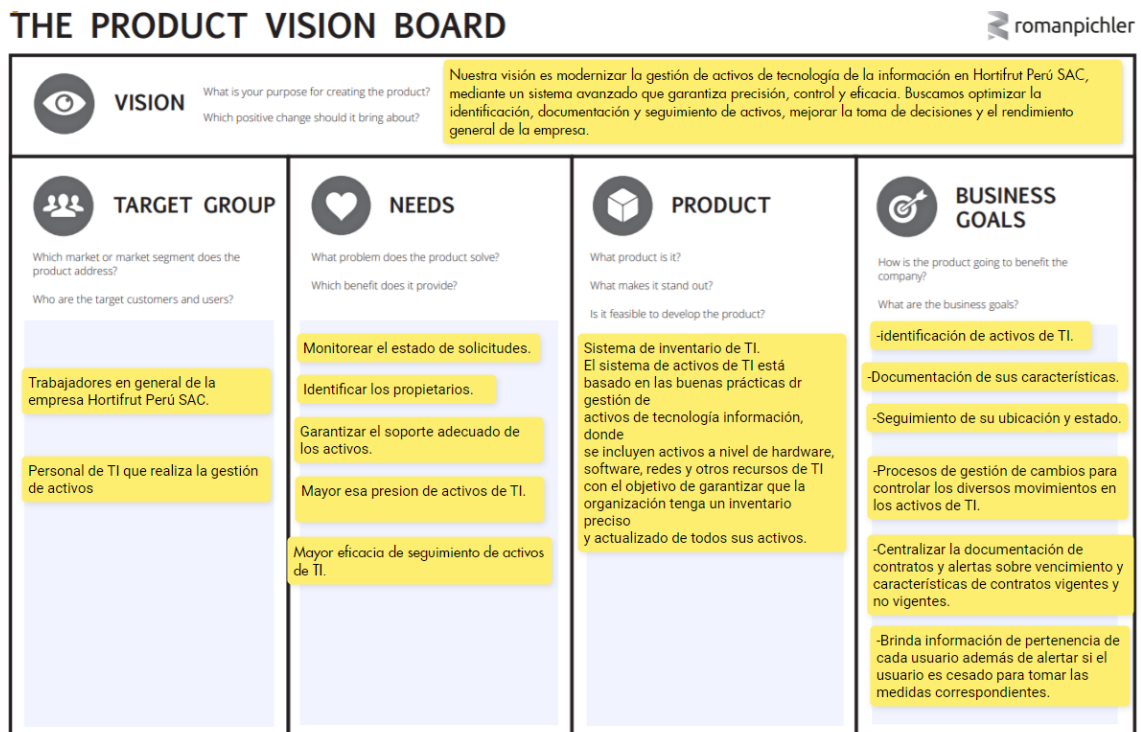 THE PRODUCT VISION BOARD
romanpichler
VISION
What is your purpose for creating the product?
Which positive change should it bring about?
Nuestra visión es modernizar la gestión de activos de tecnología de la información en Hortifrut Perú SAC,
mediante un sistema avanzado que garantiza precisión, control y eficacia. Buscamos optimizar la
identificación, documentación y seguimiento de activos, mejorar la toma de decisiones y el rendimiento
general de la empresa.
TARGET GROUP
Which market or market segment does the
product address?
Who are the target customers and users?
Trabajadores en general de la
empresa Hortifrut Perú SAC.
Personal de TI que realiza la gestión
de activos
NEEDS
What problem does the product solve?
Which benefit does it provide?
Monitorear el estado de solicitudes.
Identificar los propietarios.
Garantizar el soporte adecuado de
los activos.
Mayor esa presion de activos de TI.
Mayor eficacia de seguimiento de activos
de TI.
PRODUCT
What product is it?
What makes it stand out?
Is it feasible to develop the product?
Sistema de inventario de TI.
El sistema de activos de TI está
basado en las buenas prácticas dr
gestión de
activos de tecnología información,
donde
se incluyen activos a nivel de hardware,
software, redes y otros recursos de TI
con el objetivo de garantizar que la
organización tenga un inventario
preciso
y actualizado de todos sus activos.
BUSINESS
GOALS
How is the product going to benefit the
company?
What are the business goals?
-identificación de activos de TI.
-Documentación de sus características.
-Seguimiento de su ubicación y estado.
-Procesos de gestión de cambios para
controlar los diversos movimientos en
los activos de TI.
-Centralizar la documentación de
contratos y alertas sobre vencimiento y
características de contratos vigentes y
no vigentes.
-Brinda información de pertenencia de
cada usuario además de alertar si el
usuario es cesado para tomar las
medidas correspondientes.